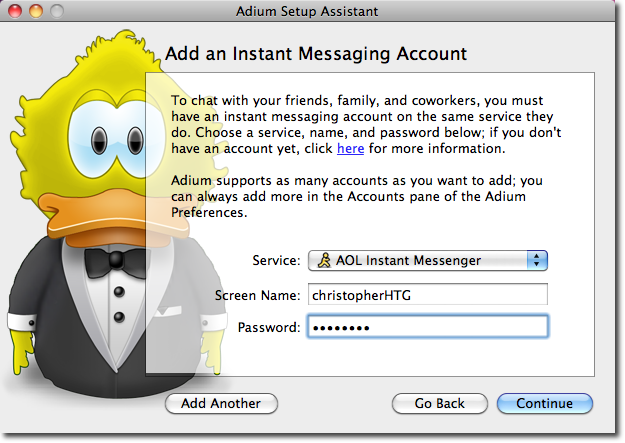 Adium Setup Assistant
Add an Instant Messaging Account
To chat with your friends, family, and coworkers, you must
have an instant messaging account on the same service they
do. Choose a service, name, and password below; if you don't
have an account yet, click here for more information.
Adium supports as many accounts as you want to add; you
can always add more in the Accounts pane of the Adium
Preferences.
Service: AOL Instant Messenger
Screen Name: christopherHTG
Password: ••••••••
Add Another Go Back Continue